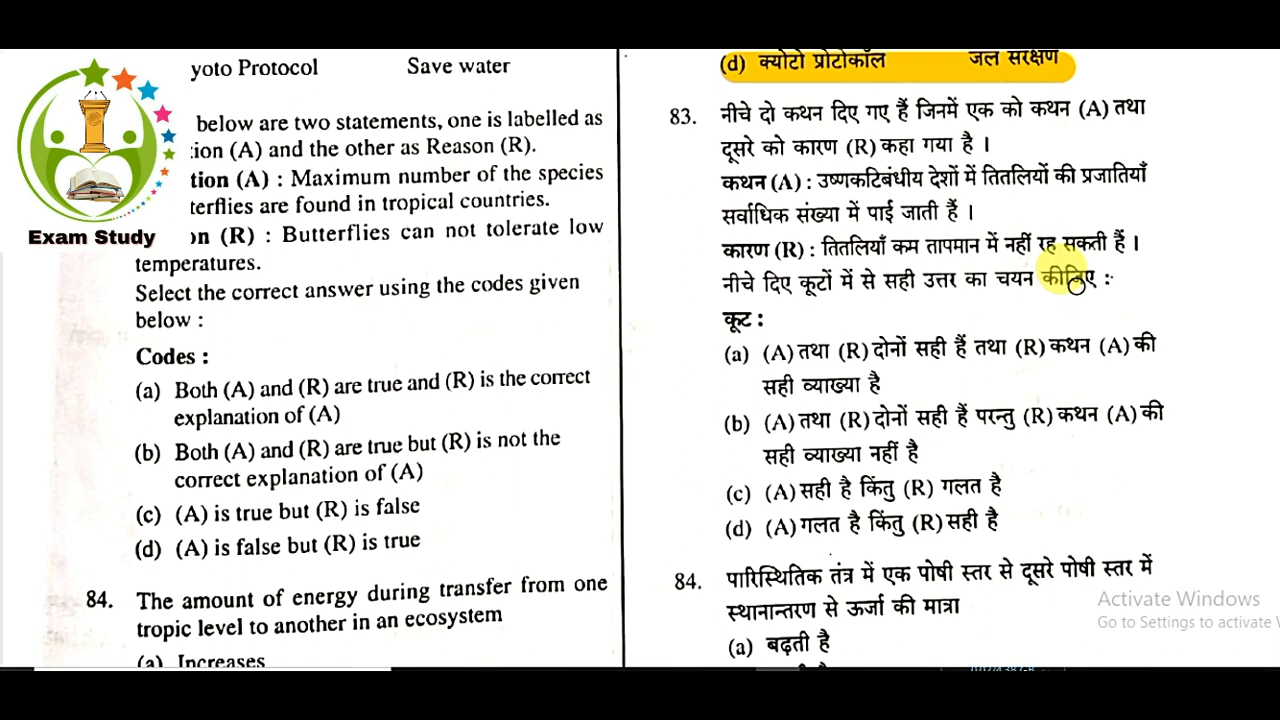 yoto Protocol Save water
below are two statements, one is labelled as
ion (A) and the other as Reason (R).
tion (A) : Maximum number of the species
terflies are found in tropical countries.
n (R) : Butterflies can not tolerate low
temperatures.
Select the correct answer using the codes given
below :
Codes :
(a) Both (A) and (R) are true and (R) is the correct
explanation of (A)
(b) Both (A) and (R) are true but (R) is not the
correct explanation of (A)
(c) (A) is true but (R) is false
(d) (A) is false but (R) is true
84. The amount of energy during transfer from one
tropic level to another in an ecosystem
(a) Increases
Exam Study
(d) क्योटो प्रोटोकॉल जल संरक्षण
83. नीचे दो कथन दिए गए हैं जिनमें एक को कथन (A) तथा
दूसरे को कारण (R) कहा गया है ।
कथन (A) : उष्णकटिबंधीय देशों में तितलियों की प्रजातियाँ
सर्वाधिक संख्या में पाई जाती हैं ।
कारण (R) : तितलियाँ कम तापमान में नहीं रह सकती हैं ।
नीचे दिए कूटों में से सही उत्तर का चयन कीजिए :
कूट :
(a) (A) तथा (R) दोनों सही हैं तथा (R) कथन (A) की
सही व्याख्या है
(b) (A) तथा (R) दोनों सही हैं परन्तु (R) कथन (A) की
सही व्याख्या नहीं है
(c) (A) सही है किंतु (R) गलत है
(d) (A) गलत है किंतु (R) सही है
84. पारिस्थितिक तंत्र में एक पोषी स्तर से दूसरे पोषी स्तर में
स्थानान्तरण से ऊर्जा की मात्रा
(a) बढ़ती है
Activate Windows
Go to Settings to activate